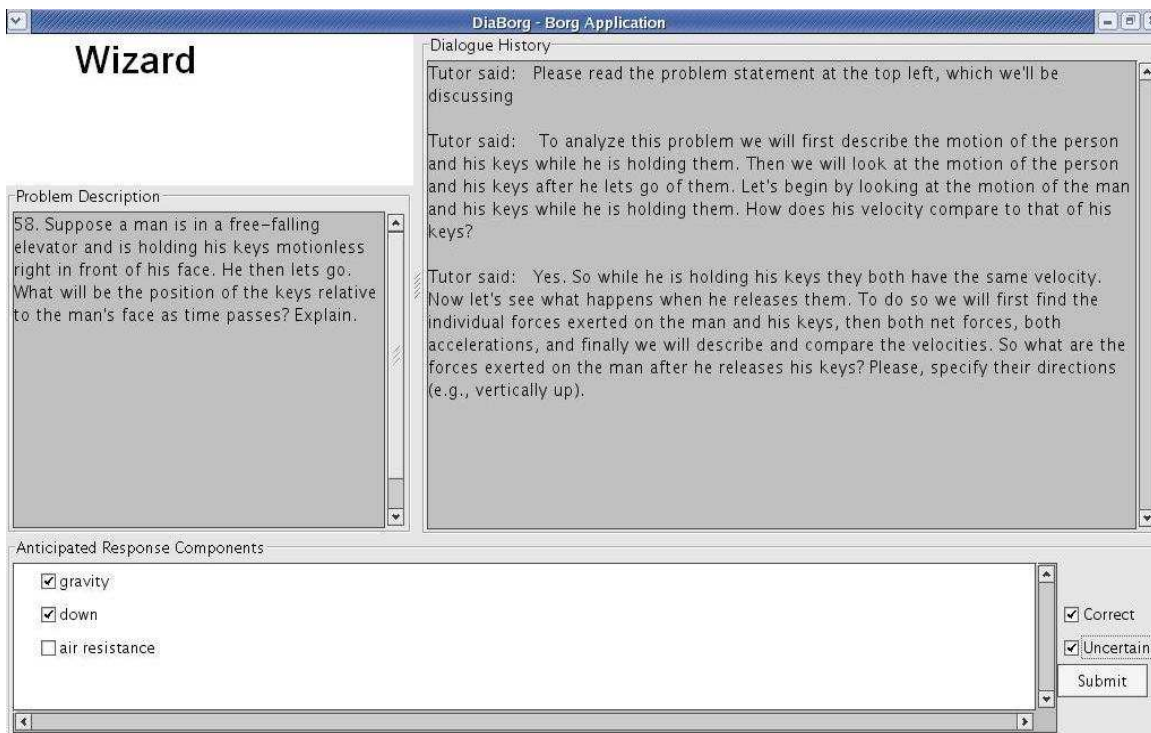 DiaBorg - Borg Application
Wizard
Dialogue History
Tutor said:   Please read the problem statement at the top left, which we'll be
discussing
Tutor said:    To analyze this problem we will first describe the motion of the person
and his keys while he is holding them. Then we will look at the motion of the person
and his keys after he lets go of them. Let's begin by looking at the motion of the man
and his keys while he is holding them. How does his velocity compare to that of his
keys?
Tutor said:   Yes. So while he is holding his keys they both have the same velocity.
Now let's see what happens when he releases them. To do so we will first find the
individual forces exerted on the man and his keys, then both net forces, both
accelerations, and finally we will describe and compare the velocities. So what are the
forces exerted on the man after he releases his keys? Please, specify their directions
(e.g., vertically up).
Problem Description
58. Suppose a man is in a free-falling
elevator and is holding his keys motionless
right in front of his face. He then lets go.
What will be the position of the keys relative
to the man's face as time passes? Explain.
Anticipated Response Components
gravity
down
air resistance
Correct
Uncertain
Submit